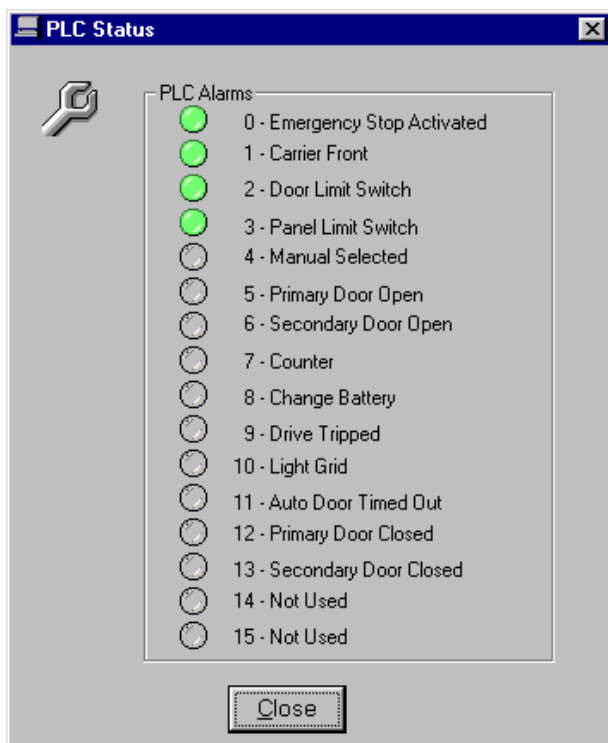 PLC Status
PLC Alarms
0 - Emergency Stop Activated
1 - Carrier Front
2 - Door Limit Switch
3 - Panel Limit Switch
4 - Manual Selected
5 - Primary Door Open
6 - Secondary Door Open
7 - Counter
8 - Change Battery
9 - Drive Tripped
10 - Light Grid
11 - Auto Door Timed Out
12 - Primary Door Closed
13 - Secondary Door Closed
14 - Not Used
15 - Not Used
Close